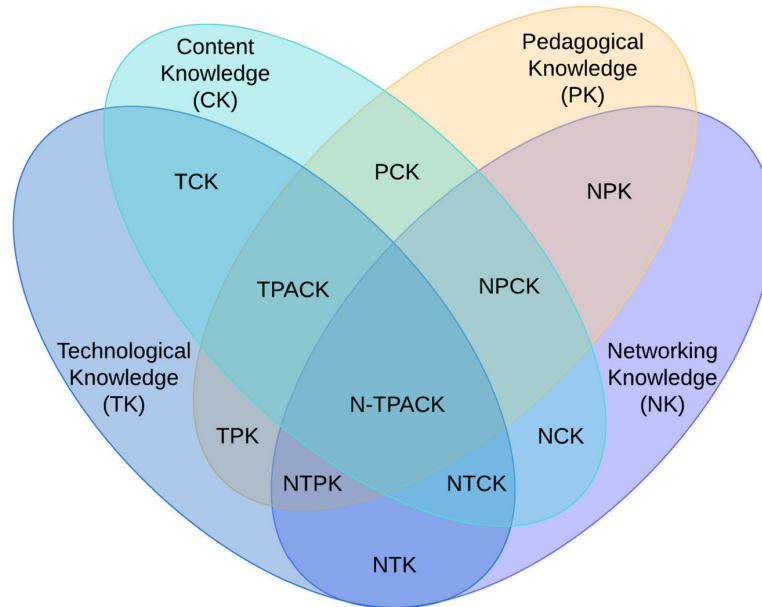 Content
Knowledge
(CK)
Pedagogical
Knowledge
(PK)
TCK
PCK
NPK
TPACK
NPCK
Technological
Knowledge
(TK)
Networking
Knowledge
(NK)
N-TPACK
TPK
NCK
NTPK
NTCK
NTK